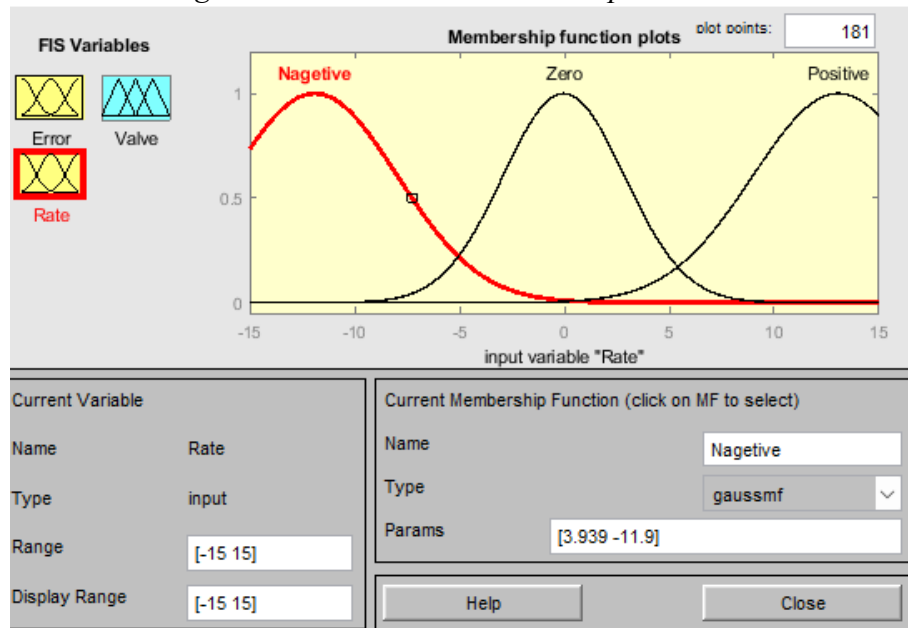 FIS Variables
Membership function plots
plot points:
181
Error
Valve
Rate
Nagetive
Zero
Positive
1
0.5
0
-15
-10
-5
0
5
10
15
input variable "Rate"
Current Variable
Name
Rate
Type
input
Range
[-15 15]
Display Range
[-15 15]
Current Membership Function (click on MF to select)
Name
Nagetive
Type
gaussmf
Params
[3.939 -11.9]
Help
Close